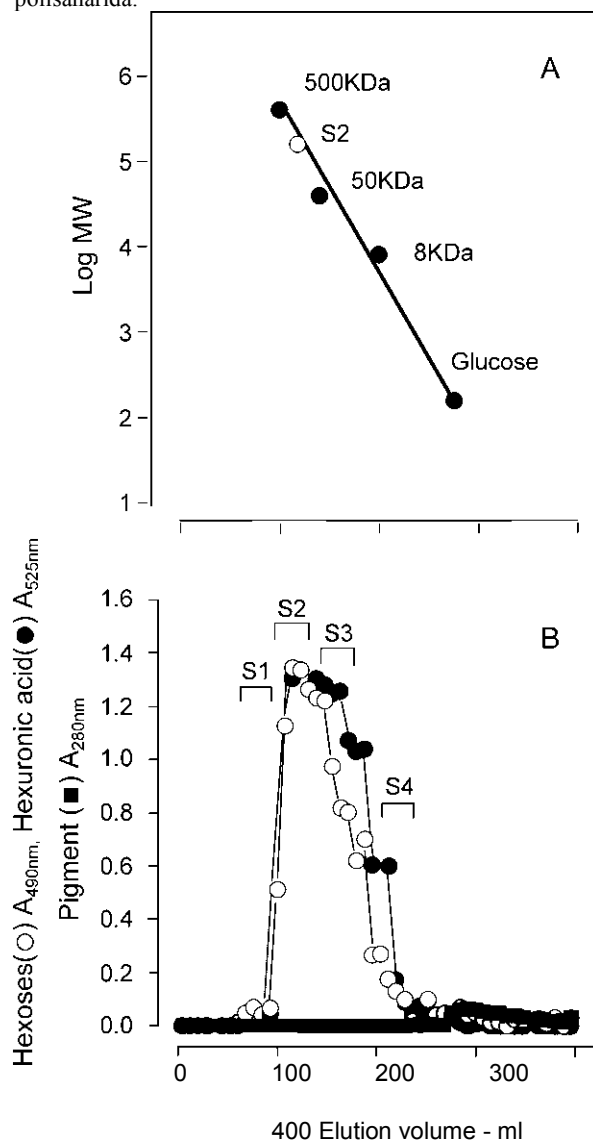 polisaharida.
A
6
500KDa
S2
5
50KDa
4
8KDa
3
Glucose
2
1
Log MW
1.6
S2
B
1.4
S3
S1
1.2
1.0
S4
0.8
0.6
0.4
0.2
0.0
Hexoses(○) A490nm, Hexuronic acid(●) A525nm
Pigment (■) A280nm
0 100 200 300
400 Elution volume - ml